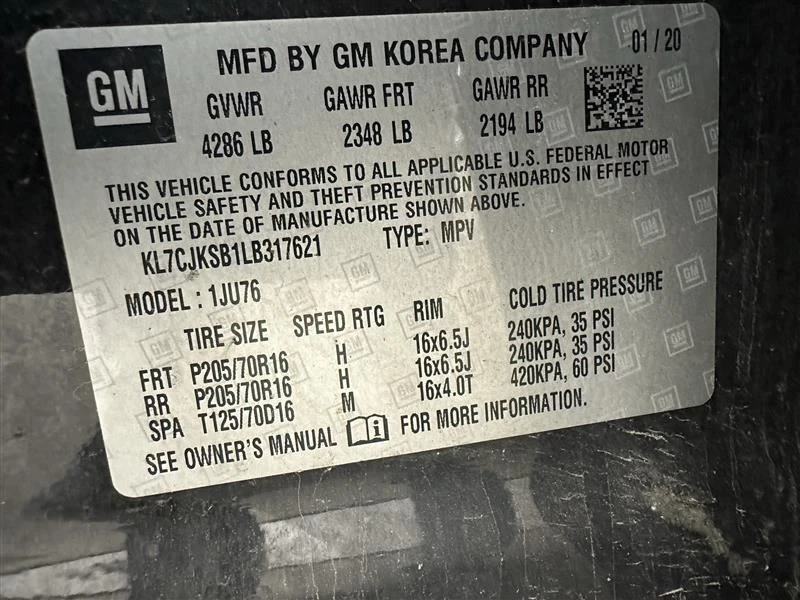 GM
MFD BY GM KOREA COMPANY 01 / 20
GVWR GAWR FRT GAWR RR
4286 LB 2348 LB 2194 LB
THIS VEHICLE CONFORMS TO ALL APPLICABLE U.S. FEDERAL MOTOR
VEHICLE SAFETY AND THEFT PREVENTION STANDARDS IN EFFECT
ON THE DATE OF MANUFACTURE SHOWN ABOVE.
KL7CJKSB1LB317621 TYPE: MPV
MODEL : 1JU76
TIRE SIZE SPEED RTG RIM COLD TIRE PRESSURE
FRT P205/70R16 H 16x6.5J 240KPA, 35 PSI
RR P205/70R16 H 16x6.5J 240KPA, 35 PSI
SPA T125/70D16 M 16x4.0T 420KPA, 60 PSI
SEE OWNER'S MANUAL i FOR MORE INFORMATION.